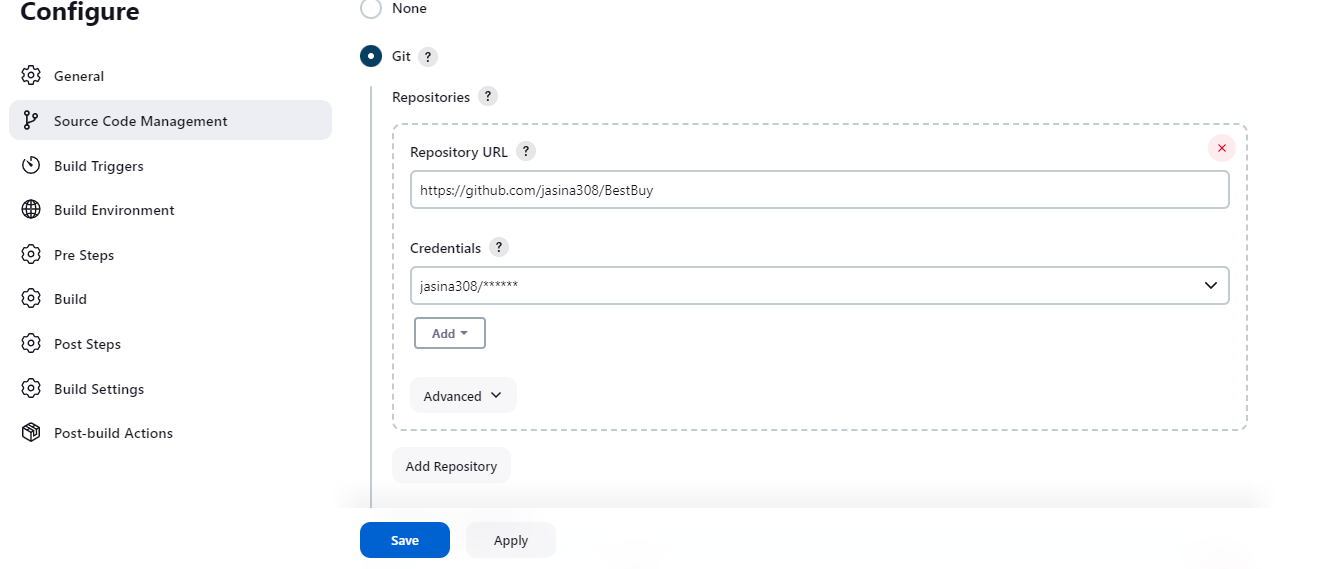 Configure
General
Source Code Management
Build Triggers
Build Environment
Pre Steps
Build
Post Steps
Build Settings
Post-build Actions
None
Git ?
Repositories ?
Repository URL ?
https://github.com/jasina308/BestBuy
Credentials ?
jasina308/******
Add
Advanced
Add Repository
Save Apply